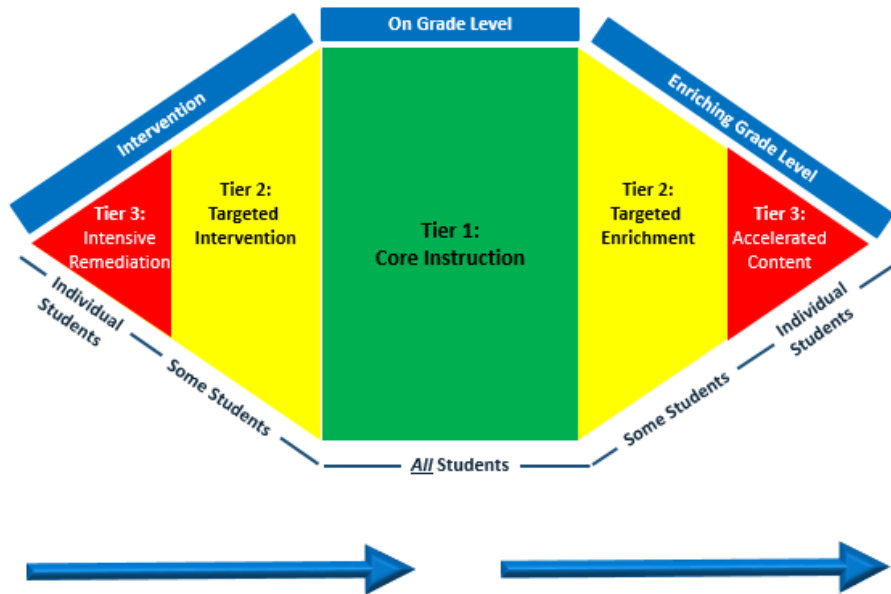 On Grade Level
Intervention
Enriching Grade Level
Tier 3:
Intensive
Remediation
Tier 2:
Targeted
Intervention
Tier 1:
Core Instruction
Tier 2:
Targeted
Enrichment
Tier 3:
Accelerated
Content
Individual
Students
Some Students
All Students
Some Students
Individual
Students